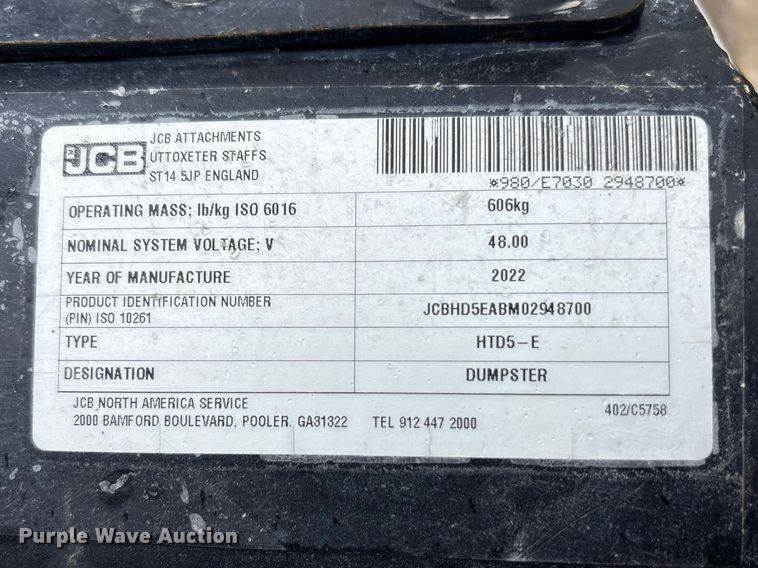 JCB
JCB ATTACHMENTS
UTTOXETER STAFFS
ST14 5JP ENGLAND
*980/E7030 2948700*
OPERATING MASS; lb/kg ISO 6016 606kg
NOMINAL SYSTEM VOLTAGE; V 48.00
YEAR OF MANUFACTURE 2022
PRODUCT IDENTIFICATION NUMBER
(PIN) ISO 10261 JCBHD5EABM02948700
TYPE HTD5-E
DESIGNATION DUMPSTER
JCB NORTH AMERICA SERVICE
2000 BAMFORD BOULEVARD, POOLER. GA31322 TEL 912 447 2000
402/C5758
Purple Wave Auction